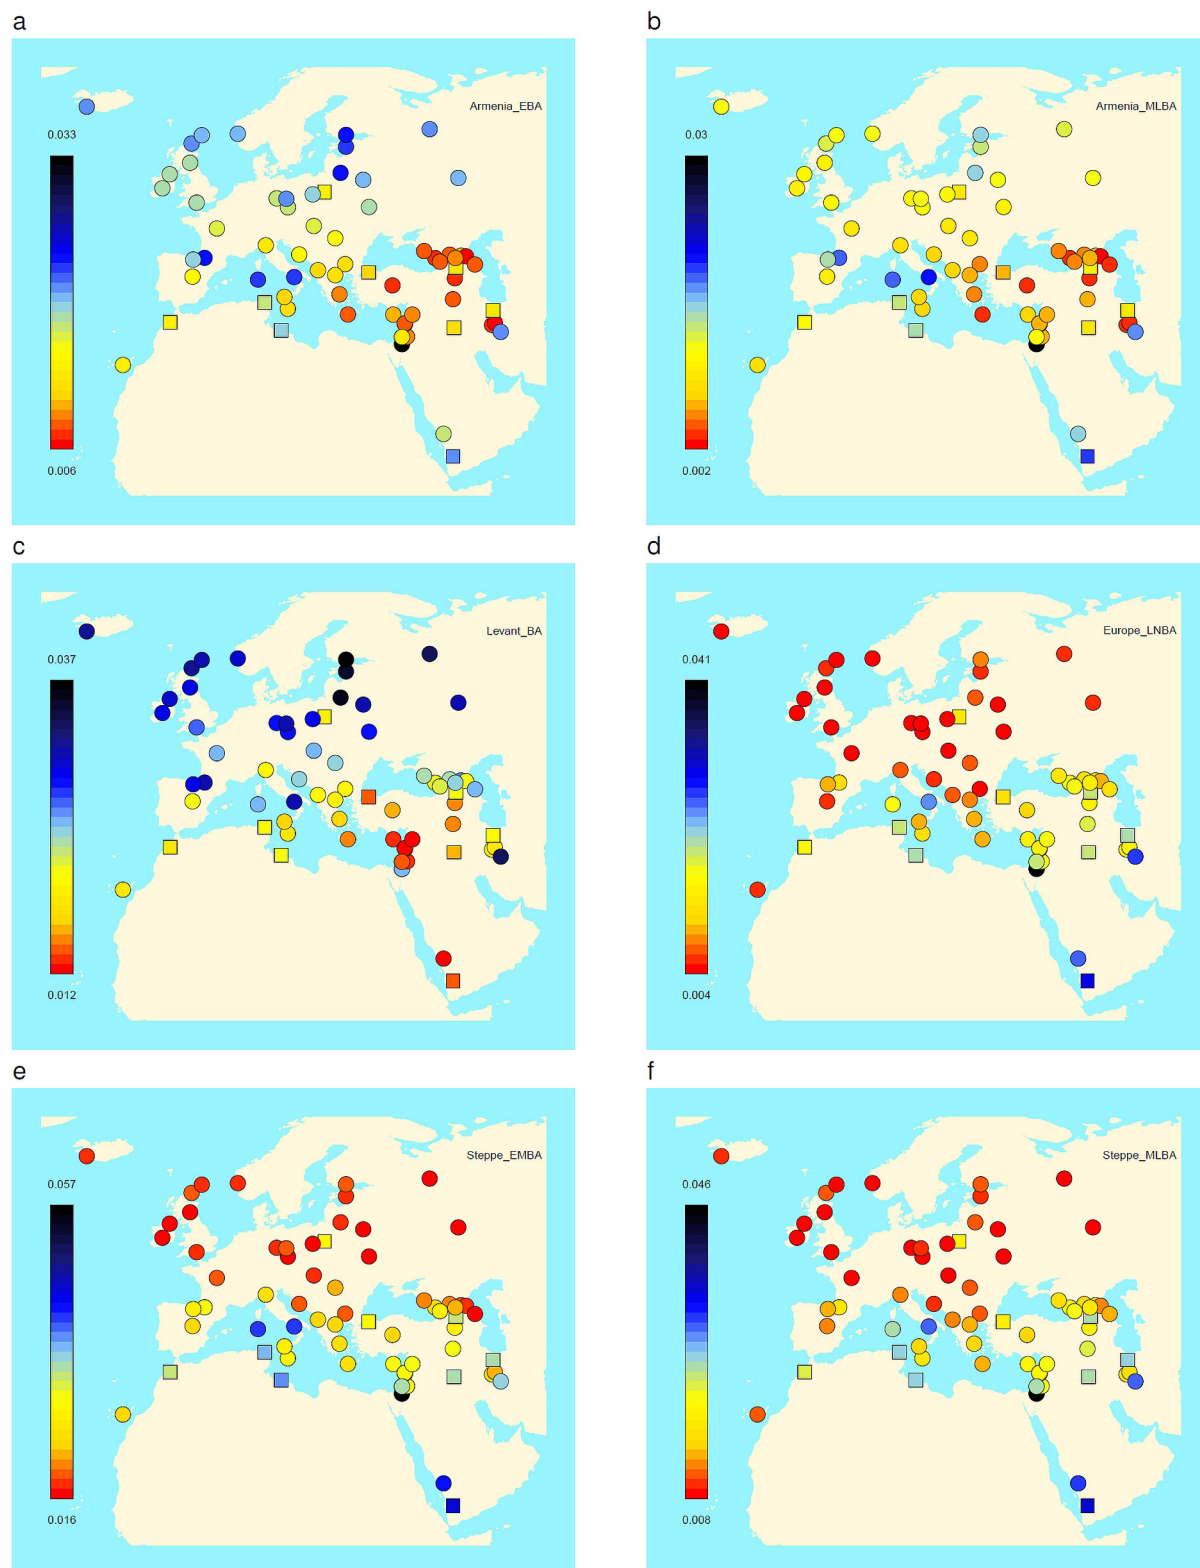 a
Armenia_EBA
0.033
0.006
b
Armenia_MLBA
0.03
0.002
c
Levant_BA
0.037
0.012
d
Europe_LNBA
0.041
0.004
e
Steppe_EMBA
0.057
0.016
f
Steppe_MLBA
0.046
0.008